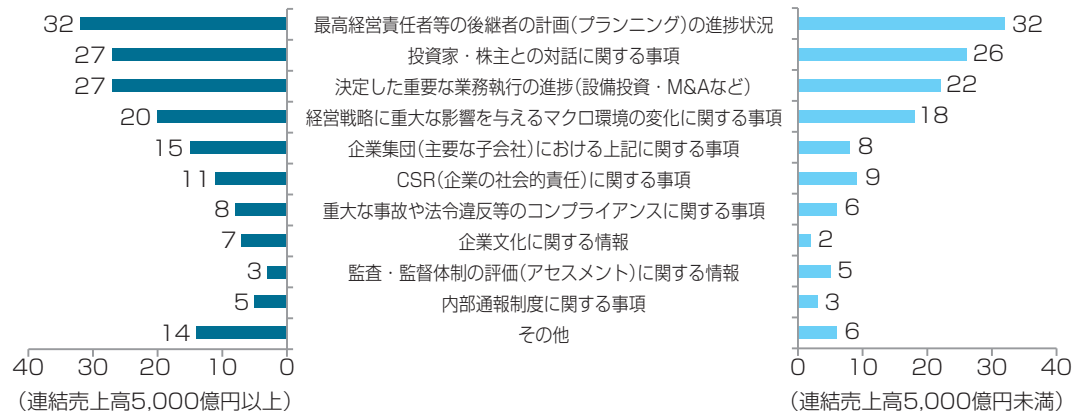 32 最高経営責任者等の後継者の計画(プランニング)の進捗状況 32
27 投資家・株主との対話に関する事項 26
27 決定した重要な業務執行の進捗(設備投資・M&Aなど) 22
20 経営戦略に重大な影響を与えるマクロ環境の変化に関する事項 18
15 企業集団(主要な子会社)における上記に関する事項 8
11 CSR(企業の社会的責任)に関する事項 9
8 重大な事故や法令違反等のコンプライアンスに関する事項 6
7 企業文化に関する情報 2
3 監査・監督体制の評価(アセスメント)に関する情報 5
5 内部通報制度に関する事項 3
14 その他 6
40 30 20 10 0 0 10 20 30 40
(連結売上高5,000億円以上) (連結売上高5,000億円未満)